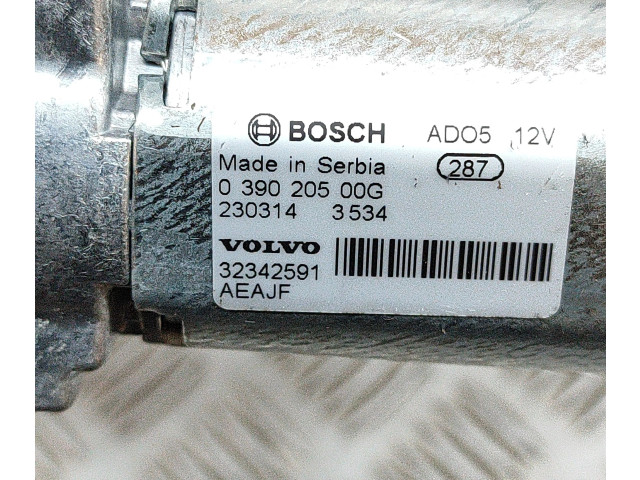 BOSCH ADO5 12V
Made in Serbia 287
0 390 205 00G
230314 3534
VOLVO
32342591
AEAJF